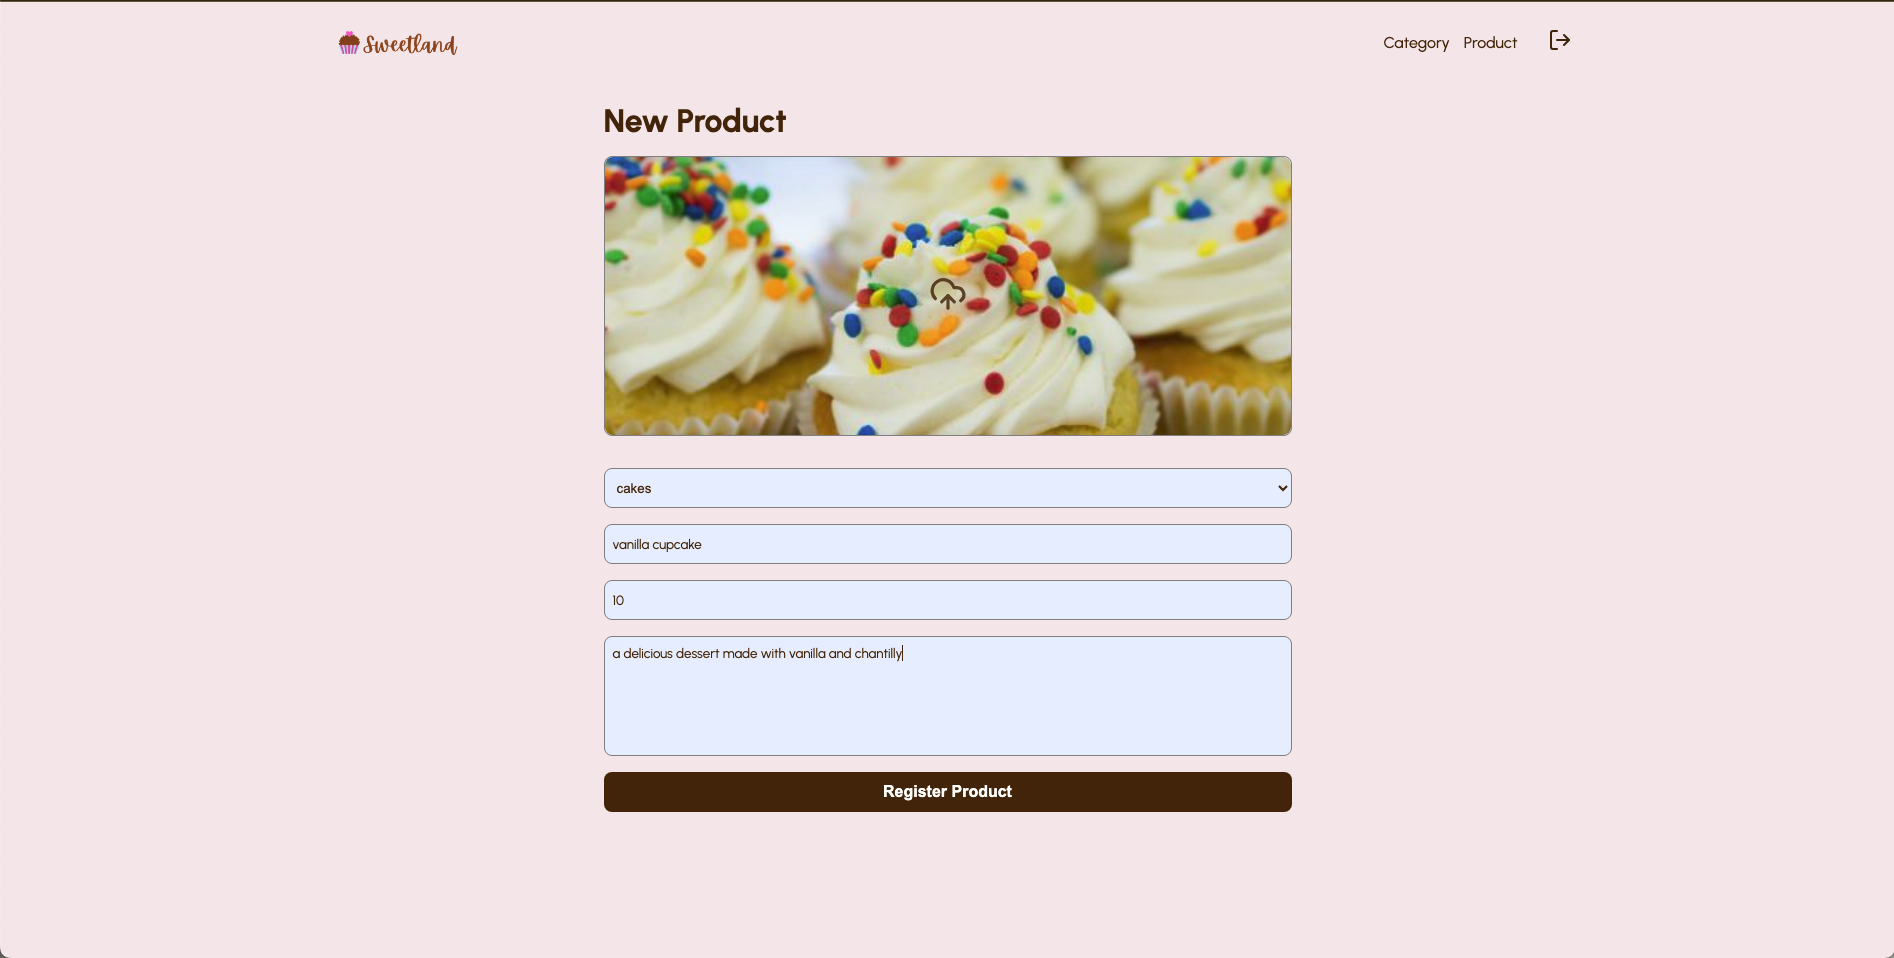 Sweetland
Category Product
New Product
cakes
vanilla cupcake
10
a delicious dessert made with vanilla and chantilly
Register Product